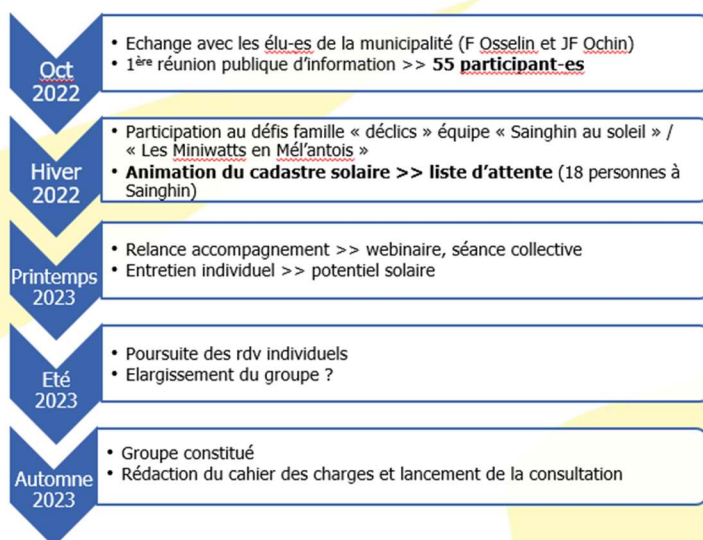 Oct
2022
• Echange avec les élu-es de la municipalité (F Osselin et JF Ochin)
• 1ère réunion publique d’information >> 55 participant-es
Hiver
2022
• Participation au défis famille « déclics » équipe « Sainghin au soleil » /
« Les Miniwatts en Mél’antois »
• Animation du cadastre solaire >> liste d’attente (18 personnes à
Sainghin)
Printemps
2023
• Relance accompagnement >> webinaire, séance collective
• Entretien individuel >> potentiel solaire
Eté
2023
• Poursuite des rdv individuels
• Elargissement du groupe ?
Automne
2023
• Groupe constitué
• Rédaction du cahier des charges et lancement de la consultation